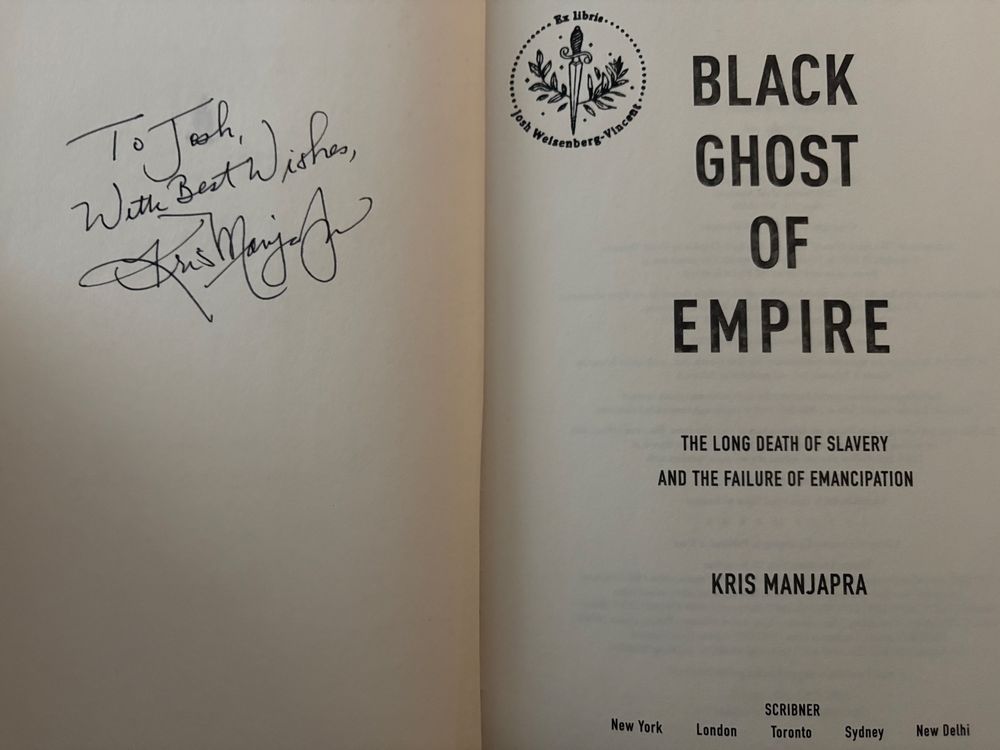 To Josh,
With Best Wishes,
Kris Manjapra
Ex libris
Josh Weisenberg-Vincent
BLACK
GHOST
OF
EMPIRE
THE LONG DEATH OF SLAVERY
AND THE FAILURE OF EMANCIPATION
KRIS MANJAPRA
SCRIBNER
New York London Toronto Sydney New Delhi